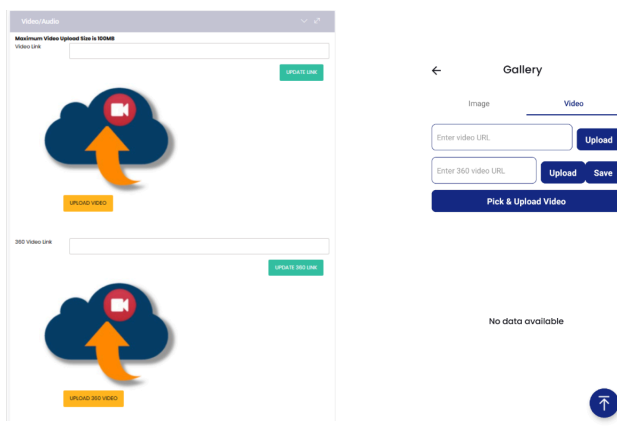 Video/Audio
Maximum Video Upload Size is 100MB
Video Link
UPDATE LINK
UPLOAD VIDEO
360 Video Link
UPDATE 360 LINK
UPLOAD 360 VIDEO
Gallery
Image Video
Enter video URL Upload
Enter 360 video URL Upload Save
Pick & Upload Video
No data available